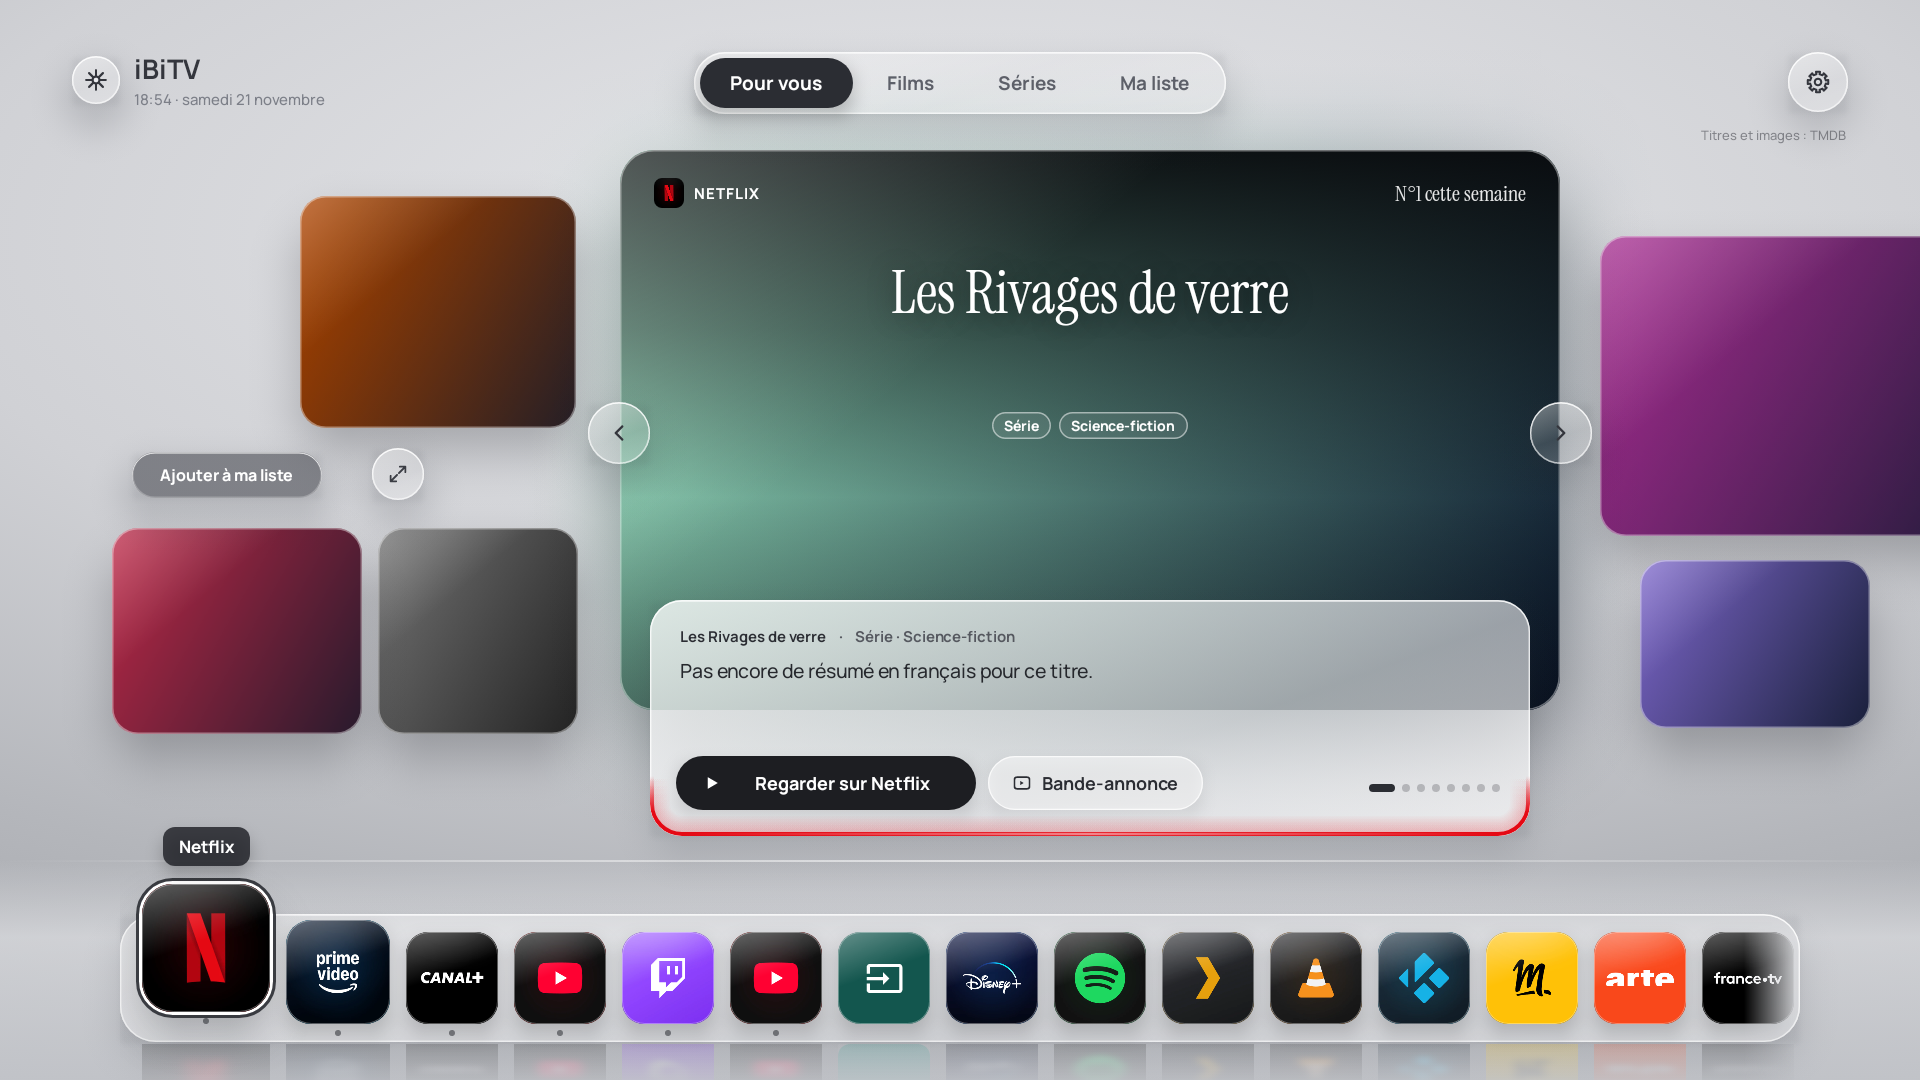 iBiTV
18:54 · samedi 21 novembre
Pour vous
Films
Séries
Ma liste
Titres et images : TMDB
NETFLIX
N°1 cette semaine
Les Rivages de verre
Série
Science-fiction
Ajouter à ma liste
Les Rivages de verre · Série · Science-fiction
Pas encore de résumé en français pour ce titre.
Regarder sur Netflix
Bande-annonce
Netflix
N
prime video
CANAL+
Disney+
m.
arte
france•tv